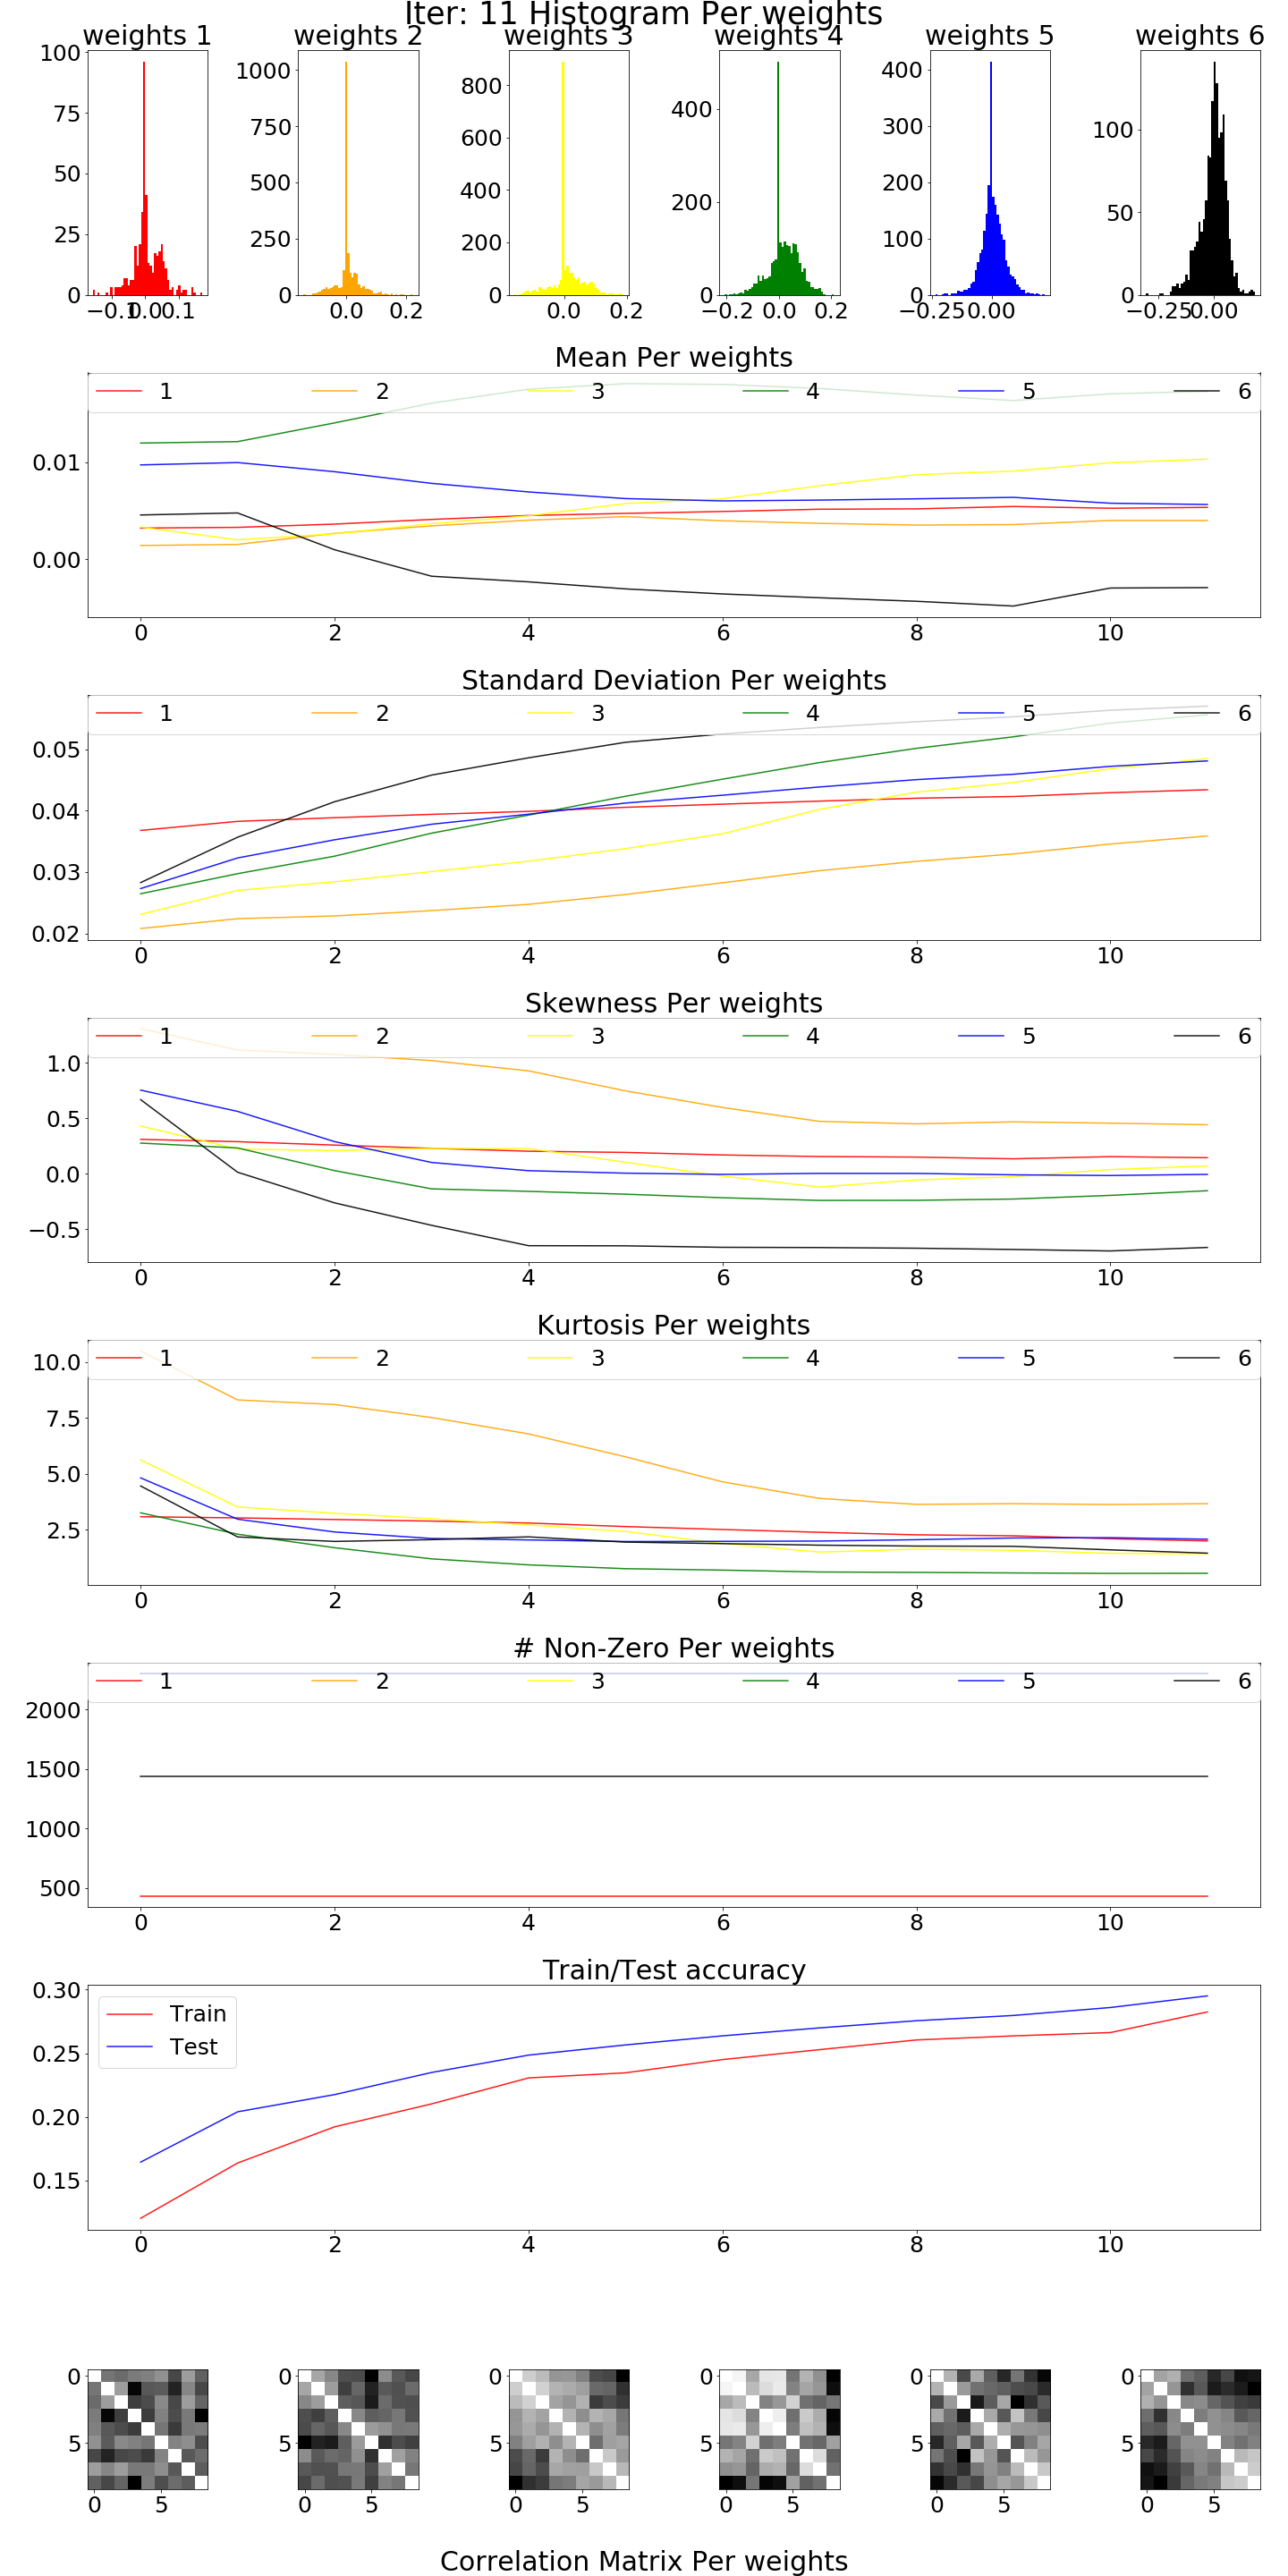 Iter: 11 Histogram Per weights
weights 1 weights 2 weights 3 weights 4 weights 5 weights 6
100
75
50
25
0
−0.1 0.0 0.1
1000
750
500
250
0
0.0 0.2
800
600
400
200
0
0.0 0.2
400
200
0
−0.2 0.0 0.2
400
300
200
100
0
−0.25 0.00
100
50
0
−0.25 0.00
Mean Per weights
1 2 3 4 5 6
0.01
0.00
0 2 4 6 8 10
Standard Deviation Per weights
1 2 3 4 5 6
0.05
0.04
0.03
0.02
0 2 4 6 8 10
Skewness Per weights
1 2 3 4 5 6
1.0
0.5
0.0
−0.5
0 2 4 6 8 10
Kurtosis Per weights
1 2 3 4 5 6
10.0
7.5
5.0
2.5
0 2 4 6 8 10
# Non-Zero Per weights
1 2 3 4 5 6
2000
1500
1000
500
0 2 4 6 8 10
Train/Test accuracy
Train
Test
0.30
0.25
0.20
0.15
0 2 4 6 8 10
0 0 0 0 0 0
5 5 5 5 5 5
0 5 0 5 0 5 0 5 0 5 0 5
Correlation Matrix Per weights